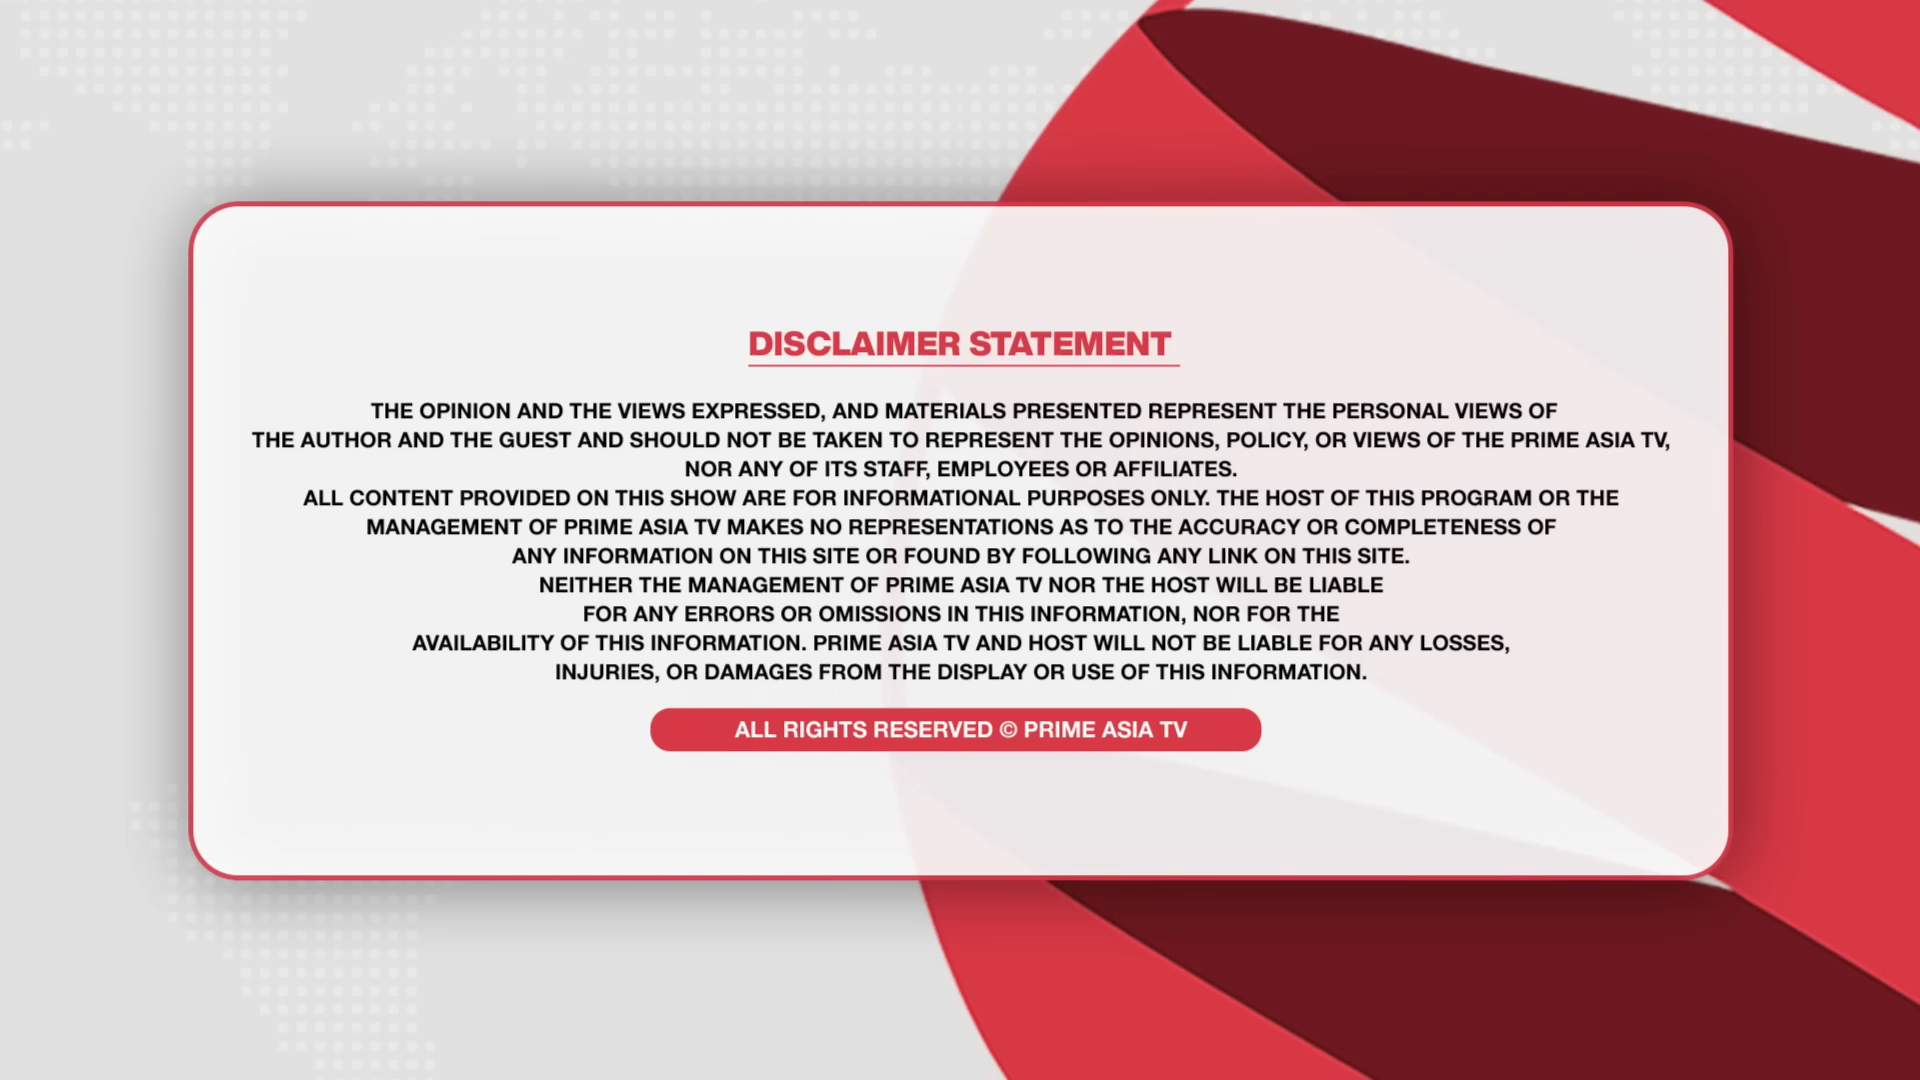 DISCLAIMER STATEMENT
THE OPINION AND THE VIEWS EXPRESSED, AND MATERIALS PRESENTED REPRESENT THE PERSONAL VIEWS OF
THE AUTHOR AND THE GUEST AND SHOULD NOT BE TAKEN TO REPRESENT THE OPINIONS, POLICY, OR VIEWS OF THE PRIME ASIA TV,
NOR ANY OF ITS STAFF, EMPLOYEES OR AFFILIATES.
ALL CONTENT PROVIDED ON THIS SHOW ARE FOR INFORMATIONAL PURPOSES ONLY. THE HOST OF THIS PROGRAM OR THE
MANAGEMENT OF PRIME ASIA TV MAKES NO REPRESENTATIONS AS TO THE ACCURACY OR COMPLETENESS OF
ANY INFORMATION ON THIS SITE OR FOUND BY FOLLOWING ANY LINK ON THIS SITE.
NEITHER THE MANAGEMENT OF PRIME ASIA TV NOR THE HOST WILL BE LIABLE
FOR ANY ERRORS OR OMISSIONS IN THIS INFORMATION, NOR FOR THE
AVAILABILITY OF THIS INFORMATION. PRIME ASIA TV AND HOST WILL NOT BE LIABLE FOR ANY LOSSES,
INJURIES, OR DAMAGES FROM THE DISPLAY OR USE OF THIS INFORMATION.
ALL RIGHTS RESERVED © PRIME ASIA TV